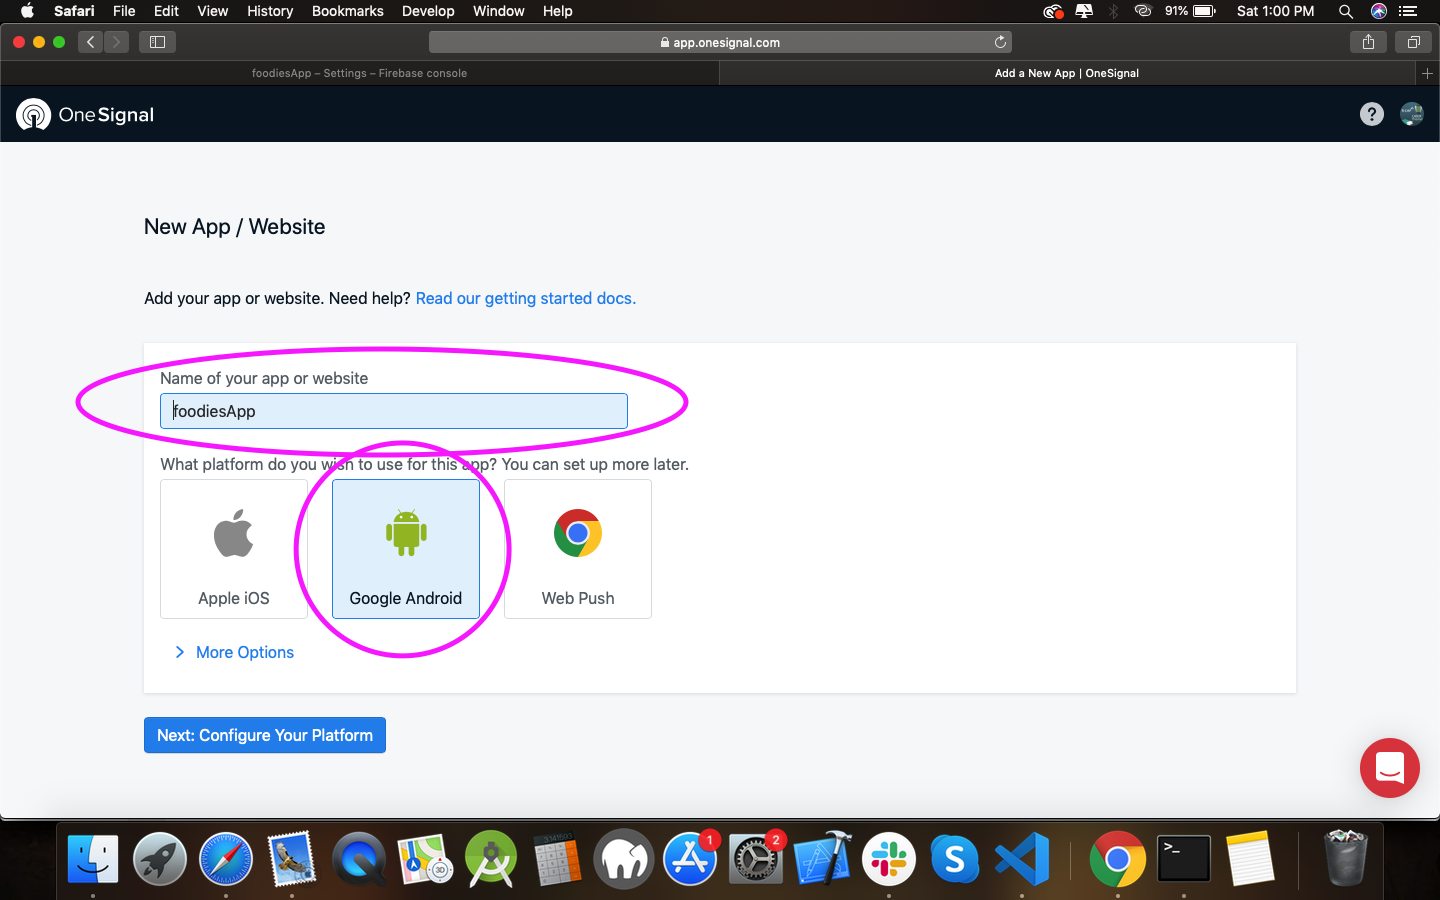 Safari File Edit View History Bookmarks Develop Window Help 91% Sat 1:00 PM
app.onesignal.com
foodiesApp – Settings – Firebase console
Add a New App | OneSignal
OneSignal
?
New App / Website
Add your app or website. Need help? Read our getting started docs.
Name of your app or website
foodiesApp
What platform do you wish to use for this app? You can set up more later.
Apple iOS
Google Android
Web Push
More Options
Next: Configure Your Platform
3D
1
2
S
>_